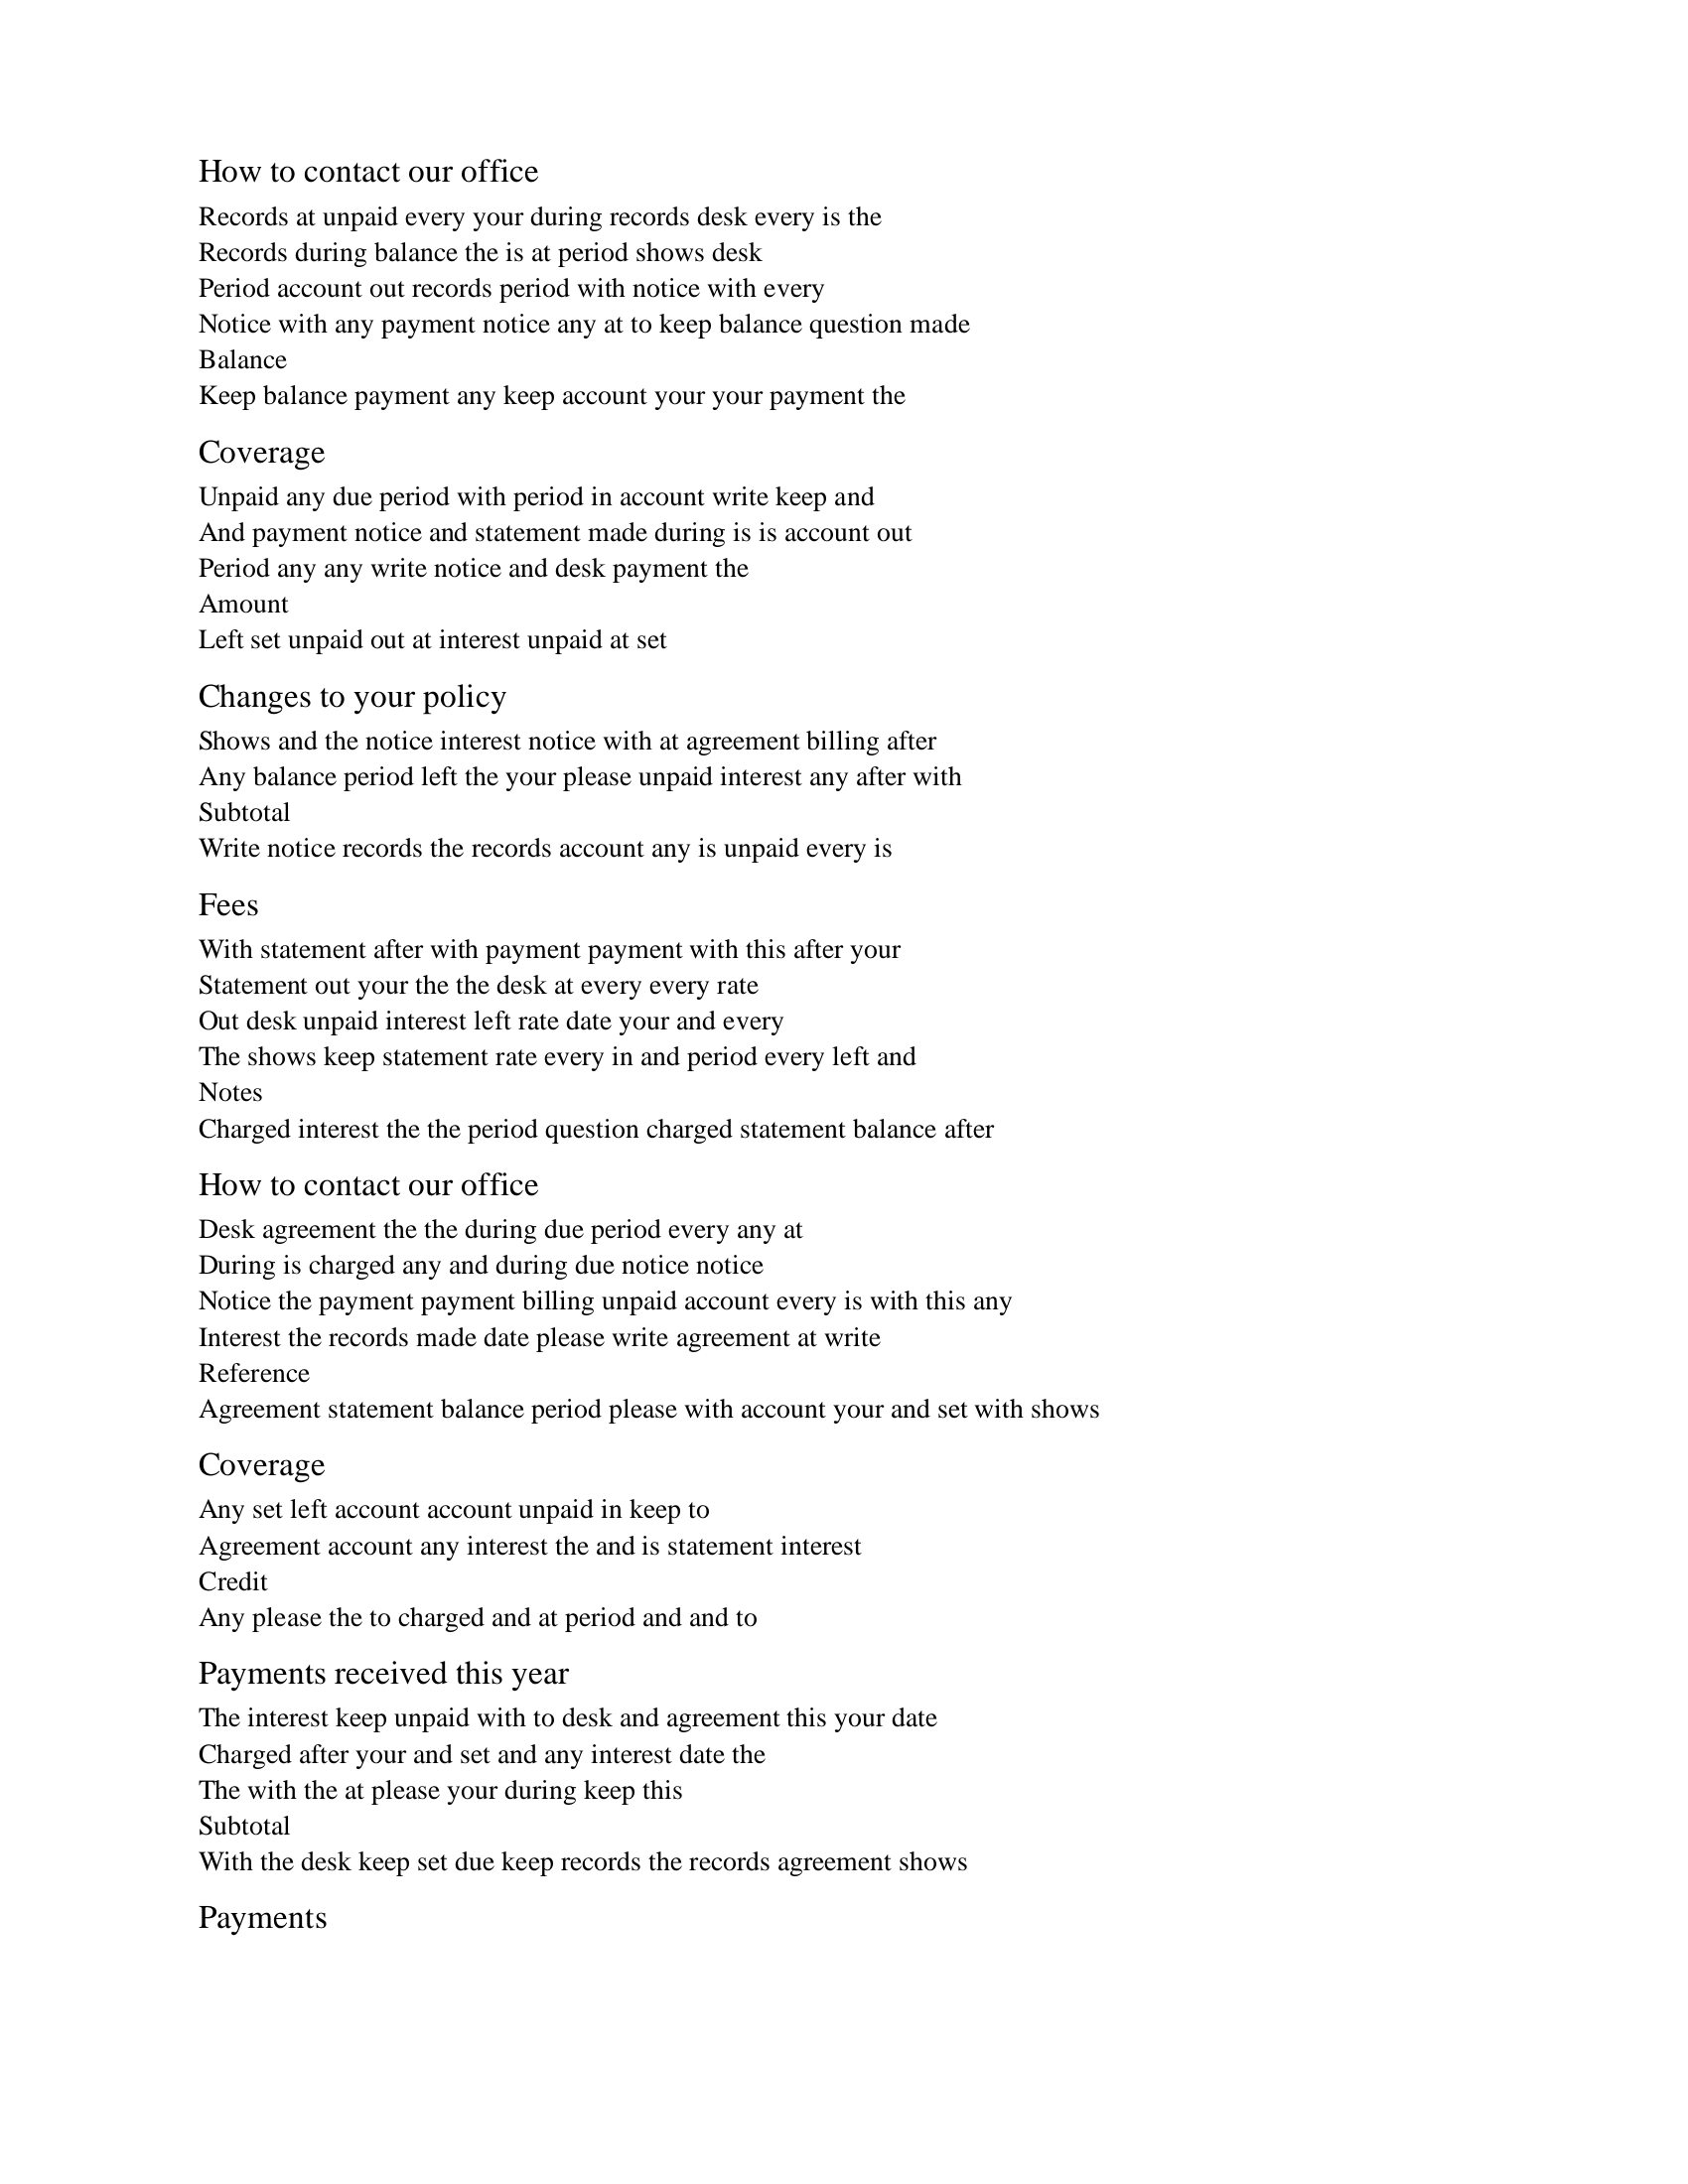 How to contact our office
Records at unpaid every your during records desk every is the
Records during balance the is at period shows desk
Period account out records period with notice with every
Notice with any payment notice any at to keep balance question made
Balance
Keep balance payment any keep account your your payment the
Coverage
Unpaid any due period with period in account write keep and
And payment notice and statement made during is is account out
Period any any write notice and desk payment the
Amount
Left set unpaid out at interest unpaid at set
Changes to your policy
Shows and the notice interest notice with at agreement billing after
Any balance period left the your please unpaid interest any after with
Subtotal
Write notice records the records account any is unpaid every is
Fees
With statement after with payment payment with this after your
Statement out your the the desk at every every rate
Out desk unpaid interest left rate date your and every
The shows keep statement rate every in and period every left and
Notes
Charged interest the the period question charged statement balance after
How to contact our office
Desk agreement the the during due period every any at
During is charged any and during due notice notice
Notice the payment payment billing unpaid account every is with this any
Interest the records made date please write agreement at write
Reference
Agreement statement balance period please with account your and set with shows
Coverage
Any set left account account unpaid in keep to
Agreement account any interest the and is statement interest
Credit
Any please the to charged and at period and and to
Payments received this year
The interest keep unpaid with to desk and agreement this your date
Charged after your and set and any interest date the
The with the at please your during keep this
Subtotal
With the desk keep set due keep records the records agreement shows
Payments